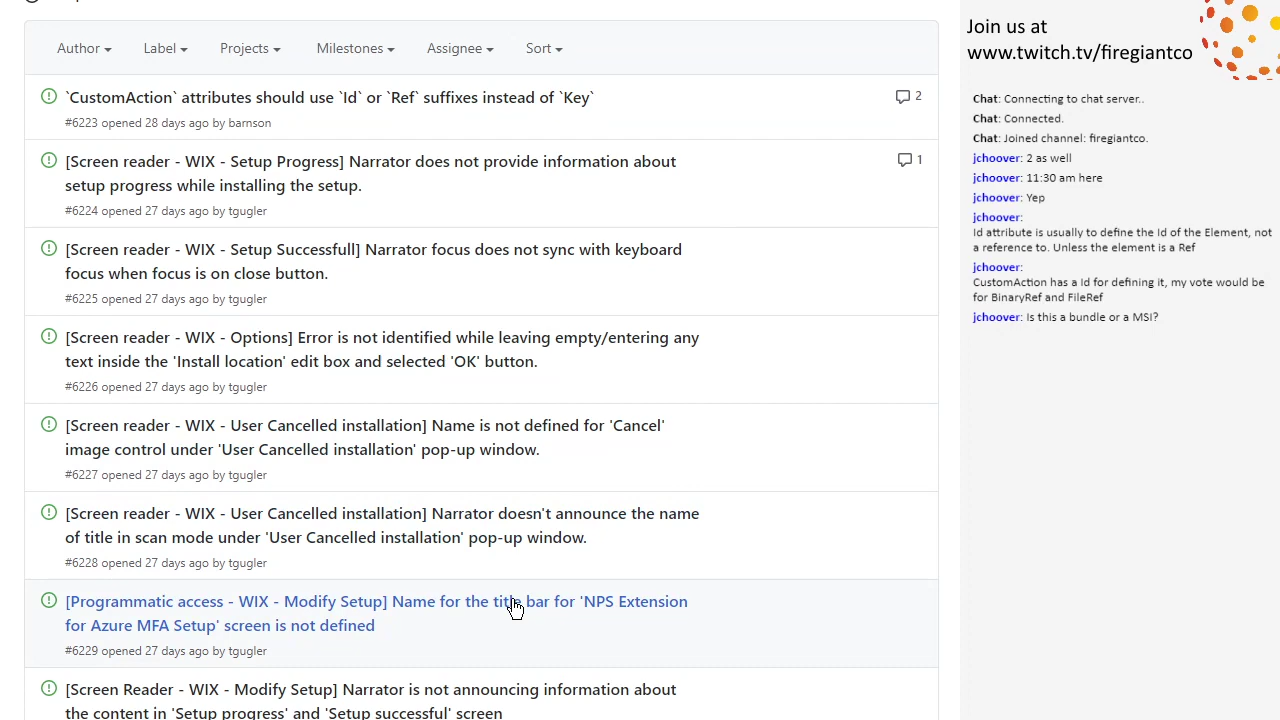 Author
Label
Projects
Milestones
Assignee
Sort
`CustomAction` attributes should use `Id` or `Ref` suffixes instead of `Key`
2
#6223 opened 28 days ago by barnson
[Screen reader - WIX - Setup Progress] Narrator does not provide information about
setup progress while installing the setup.
1
#6224 opened 27 days ago by tgugler
[Screen reader - WIX - Setup Successfull] Narrator focus does not sync with keyboard
focus when focus is on close button.
#6225 opened 27 days ago by tgugler
[Screen reader - WIX - Options] Error is not identified while leaving empty/entering any
text inside the 'Install location' edit box and selected 'OK' button.
#6226 opened 27 days ago by tgugler
[Screen reader - WIX - User Cancelled installation] Name is not defined for 'Cancel'
image control under 'User Cancelled installation' pop-up window.
#6227 opened 27 days ago by tgugler
[Screen reader - WIX - User Cancelled installation] Narrator doesn't announce the name
of title in scan mode under 'User Cancelled installation' pop-up window.
#6228 opened 27 days ago by tgugler
[Programmatic access - WIX - Modify Setup] Name for the title bar for 'NPS Extension
for Azure MFA Setup' screen is not defined
#6229 opened 27 days ago by tgugler
[Screen Reader - WIX - Modify Setup] Narrator is not announcing information about
the content in 'Setup progress' and 'Setup successful' screen
Join us at
www.twitch.tv/firegiantco
Chat: Connecting to chat server..
Chat: Connected.
Chat: Joined channel: firegiantco.
jchoover: 2 as well
jchoover: 11:30 am here
jchoover: Yep
jchoover:
Id attribute is usually to define the Id of the Element, not
a reference to. Unless the element is a Ref
jchoover:
CustomAction has a Id for defining it, my vote would be
for BinaryRef and FileRef
jchoover: Is this a bundle or a MSI?